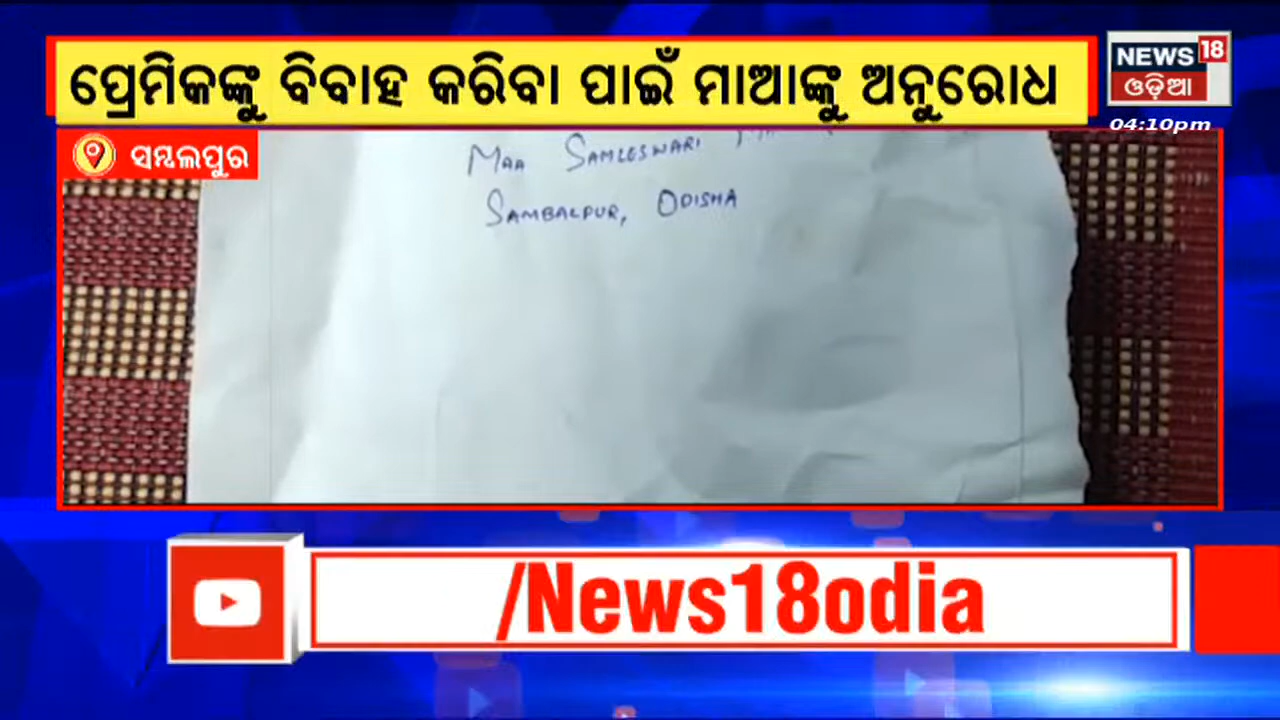 ପ୍ରେମିକଙ୍କୁ ବିବାହ କରିବା ପାଇଁ ମାଆଙ୍କୁ ଅନୁରୋଧ
NEWS 18
ଓଡ଼ିଆ
04:10pm
ସମ୍ବଲପୁର
MAA SAMLESWARI
SAMBALPUR, ODISHA
/News18odia